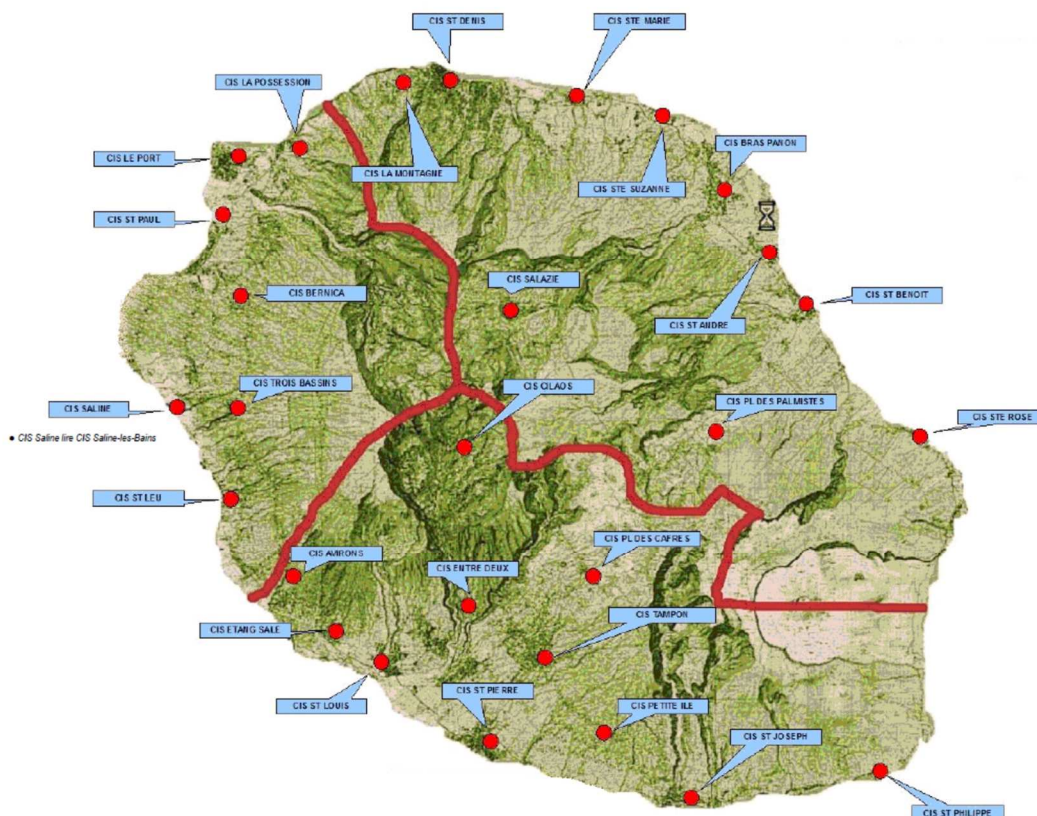 CIS ST DENIS
CIS STE MARIE
CIS LA POSSESSION
CIS BRAS PANON
CIS LE PORT
CIS LA MONTAGNE
CIS STE SUZANNE
CIS ST PAUL
CIS SALAZIE
CIS BERNICA
CIS ST BENOIT
CIS ST ANDRE
CIS TROIS BASSINS
CIS CILAOS
CIS SALINE
CIS PL DES PALMISTES
CIS STE ROSE
● CIS Saline lire CIS Saline-les-Bains
CIS ST LEU
CIS PL DES CAFRES
CIS AVIRONS
CIS ENTRE DEUX
CIS TAMPON
CIS ETANG SALE
CIS ST PIERRE
CIS ST LOUIS
CIS PETITE ILE
CIS ST JOSEPH
CIS ST PHILIPPE